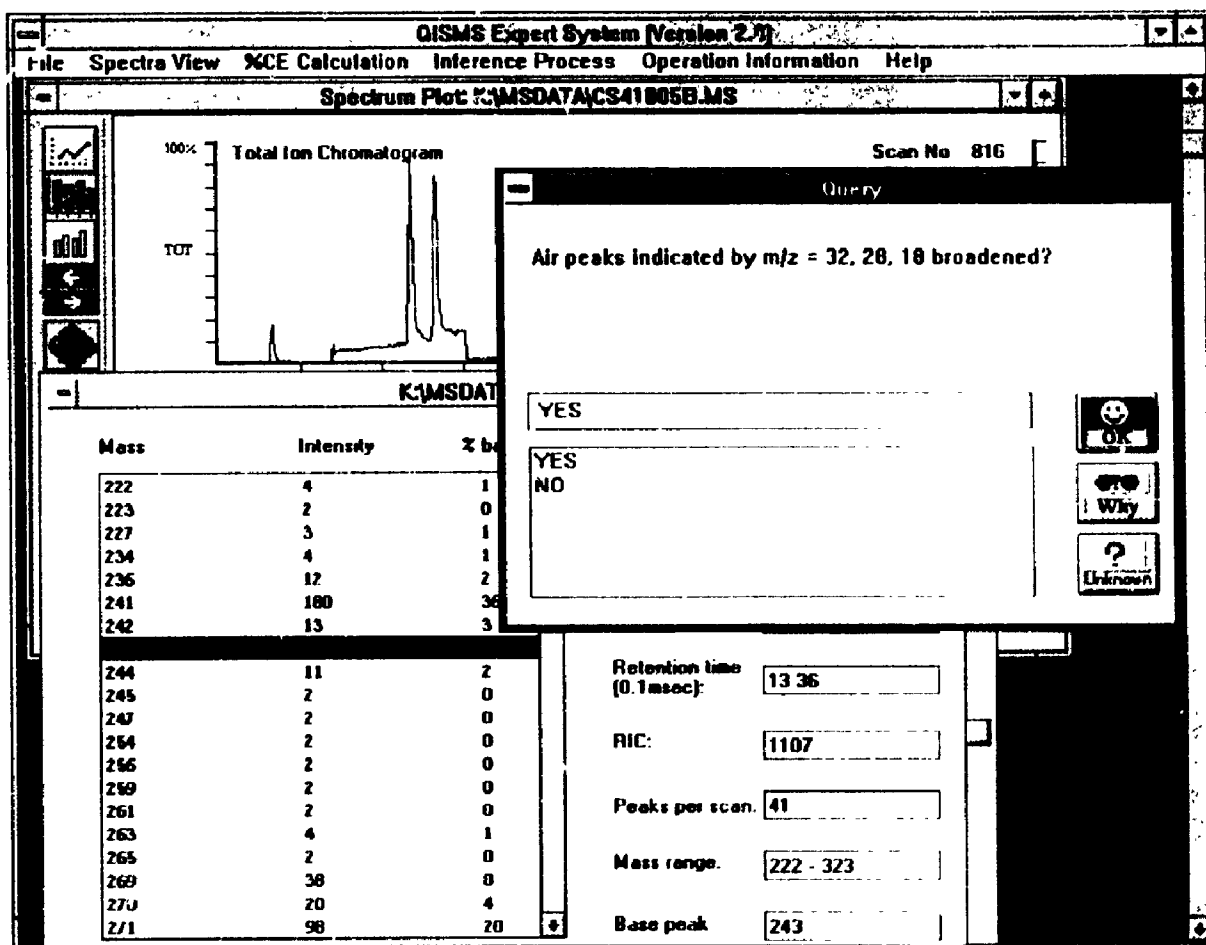 QISMS Expert System [Version 2.0]
File Spectra View %CE Calculation Inference Process Operation Information Help
Spectrum Plot: K:\MSDATA\CS41805B.MS
100% Total Ion Chromatogram Scan No 816
TOT
Query
Air peaks indicated by m/z = 32, 28, 18 broadened?
YES
YES
NO
OK
Why
?
Unknown
K:\MSDAT
Mass Intensity % ba
222 4 1
223 2 0
227 3 1
234 4 1
236 12 2
241 180 36
242 13 3
244 11 2
245 2 0
247 2 0
254 2 0
256 2 0
259 2 0
261 2 0
263 4 1
265 2 0
269 38 8
270 20 4
271 98 20
Retention time
(0.1msec): 13 36
RIC: 1107
Peaks per scan. 41
Mass range. 222 - 323
Base peak 243